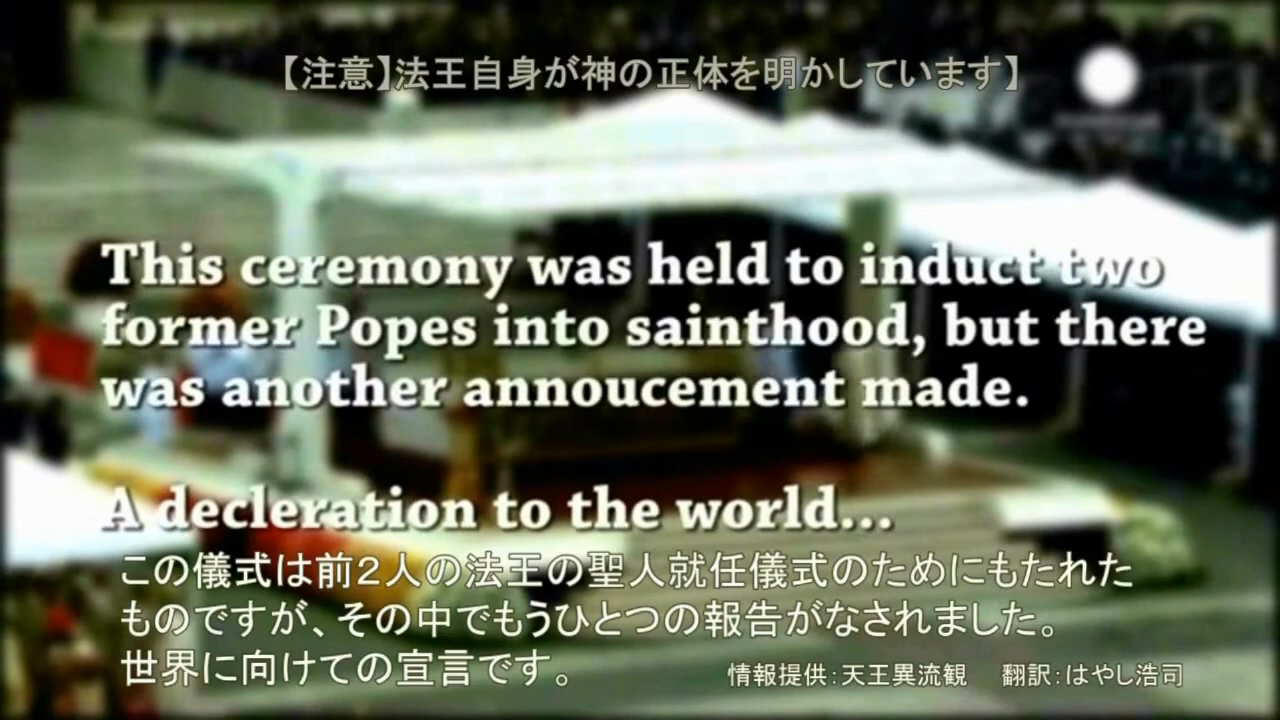 【注意】法王自身が神の正体を明かしています】
This ceremony was held to induct two
former Popes into sainthood, but there
was another annoucement made.
A decleration to the world...
この儀式は前２人の法王の聖人就任儀式のためにもたれた
ものですが、その中でもうひとつの報告がなされました。
世界に向けての宣言です。
情報提供：天王異流観 翻訳：はやし浩司